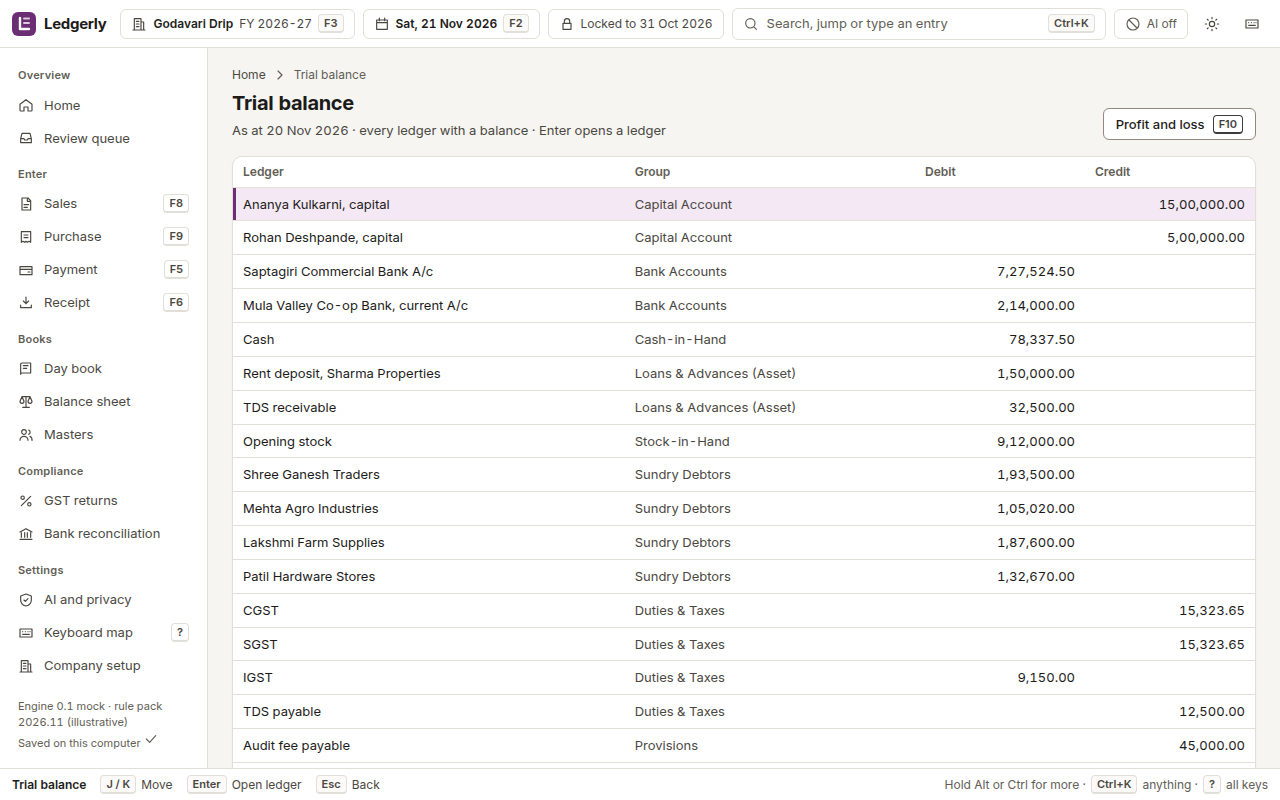 Ledgerly
Godavari Drip FY 2026-27 F3
Sat, 21 Nov 2026 F2
Locked to 31 Oct 2026
Search, jump or type an entry Ctrl+K
AI off
Overview
Home
Review queue
Enter
Sales F8
Purchase F9
Payment F5
Receipt F6
Books
Day book
Balance sheet
Masters
Compliance
GST returns
Bank reconciliation
Settings
AI and privacy
Keyboard map ?
Company setup
Engine 0.1 mock · rule pack
2026.11 (illustrative)
Saved on this computer
Home > Trial balance
Trial balance
As at 20 Nov 2026 · every ledger with a balance · Enter opens a ledger
Profit and loss F10
Ledger Group Debit Credit
Ananya Kulkarni, capital Capital Account 15,00,000.00
Rohan Deshpande, capital Capital Account 5,00,000.00
Saptagiri Commercial Bank A/c Bank Accounts 7,27,524.50
Mula Valley Co-op Bank, current A/c Bank Accounts 2,14,000.00
Cash Cash-in-Hand 78,337.50
Rent deposit, Sharma Properties Loans & Advances (Asset) 1,50,000.00
TDS receivable Loans & Advances (Asset) 32,500.00
Opening stock Stock-in-Hand 9,12,000.00
Shree Ganesh Traders Sundry Debtors 1,93,500.00
Mehta Agro Industries Sundry Debtors 1,05,020.00
Lakshmi Farm Supplies Sundry Debtors 1,87,600.00
Patil Hardware Stores Sundry Debtors 1,32,670.00
CGST Duties & Taxes 15,323.65
SGST Duties & Taxes 15,323.65
IGST Duties & Taxes 9,150.00
TDS payable Duties & Taxes 12,500.00
Audit fee payable Provisions 45,000.00
Trial balance J / K Move Enter Open ledger Esc Back
Hold Alt or Ctrl for more · Ctrl+K anything · ? all keys